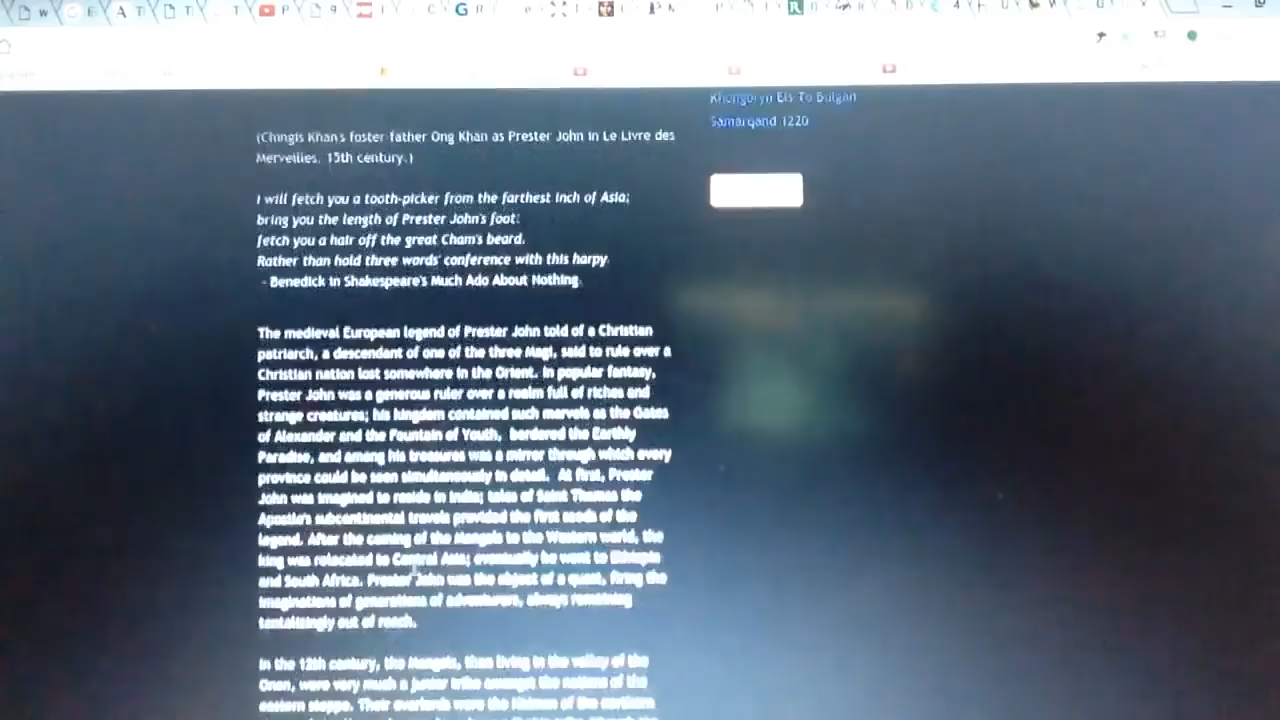 Khongoryn Els To Bulgan
Samarqand 1220
(Chingis Khan's foster father Ong Khan as Prester John in Le Livre des
Merveilles, 15th century.)
I will fetch you a tooth-picker from the farthest inch of Asia;
bring you the length of Prester John's foot:
fetch you a hair off the great Cham's beard.
Rather than hold three words' conference with this harpy.
- Benedick in Shakespeare's Much Ado About Nothing.
The medieval European legend of Prester John told of a Christian
patriarch, a descendant of one of the three Magi, said to rule over a
Christian nation lost somewhere in the Orient. In popular fantasy,
Prester John was a generous ruler over a realm full of riches and
strange creatures; his kingdom contained such marvels as the Gates
of Alexander and the Fountain of Youth, bordered the Earthly
Paradise, and among his treasures was a mirror through which every
province could be seen simultaneously in detail. At first, Prester
John was imagined to reside in India; tales of Saint Thomas the
Apostle's subcontinental travels provided the first seeds of the
legend. After the coming of the Mongols to the Western world, the
king was relocated to Central Asia; eventually he went to Ethiopia
and South Africa. Prester John was the object of a quest, firing the
imaginations of generations of adventurers, always remaining
tantalisingly out of reach.
In the 12th century, the Mongols, then living in the valley of the
Onon, were very much a junior tribe amongst the nations of the
eastern steppe. Their overlords were the of the northern